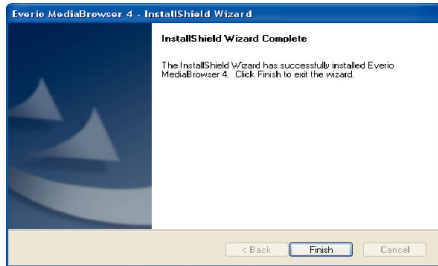 Everio MediaBrowser 4 - InstallShield Wizard
InstallShield Wizard Complete
The InstallShield Wizard has successfully installed Everio
MediaBrowser 4. Click Finish to exit the wizard.
< Back
Finish
Cancel